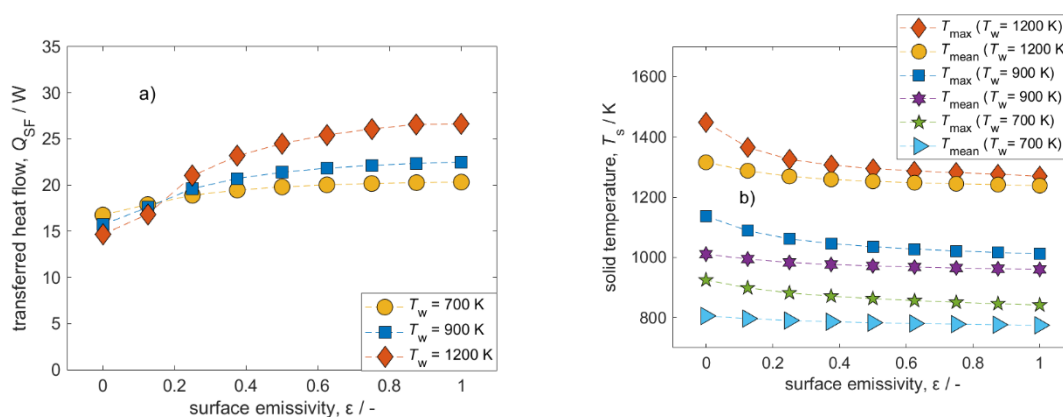 a)
transferred heat flow, Q_SF / W
35
30
25
20
15
10
5
0
0
0.2
0.4
0.6
0.8
1
surface emissivity, ε / -
T_w = 700 K
T_w = 900 K
T_w = 1200 K
b)
solid temperature, T_s / K
1600
1400
1200
1000
800
0
0.2
0.4
0.6
0.8
1
surface emissivity, ε / -
T_max (T_w = 1200 K)
T_mean (T_w = 1200 K)
T_max (T_w = 900 K)
T_mean (T_w = 900 K)
T_max (T_w = 700 K)
T_mean (T_w = 700 K)